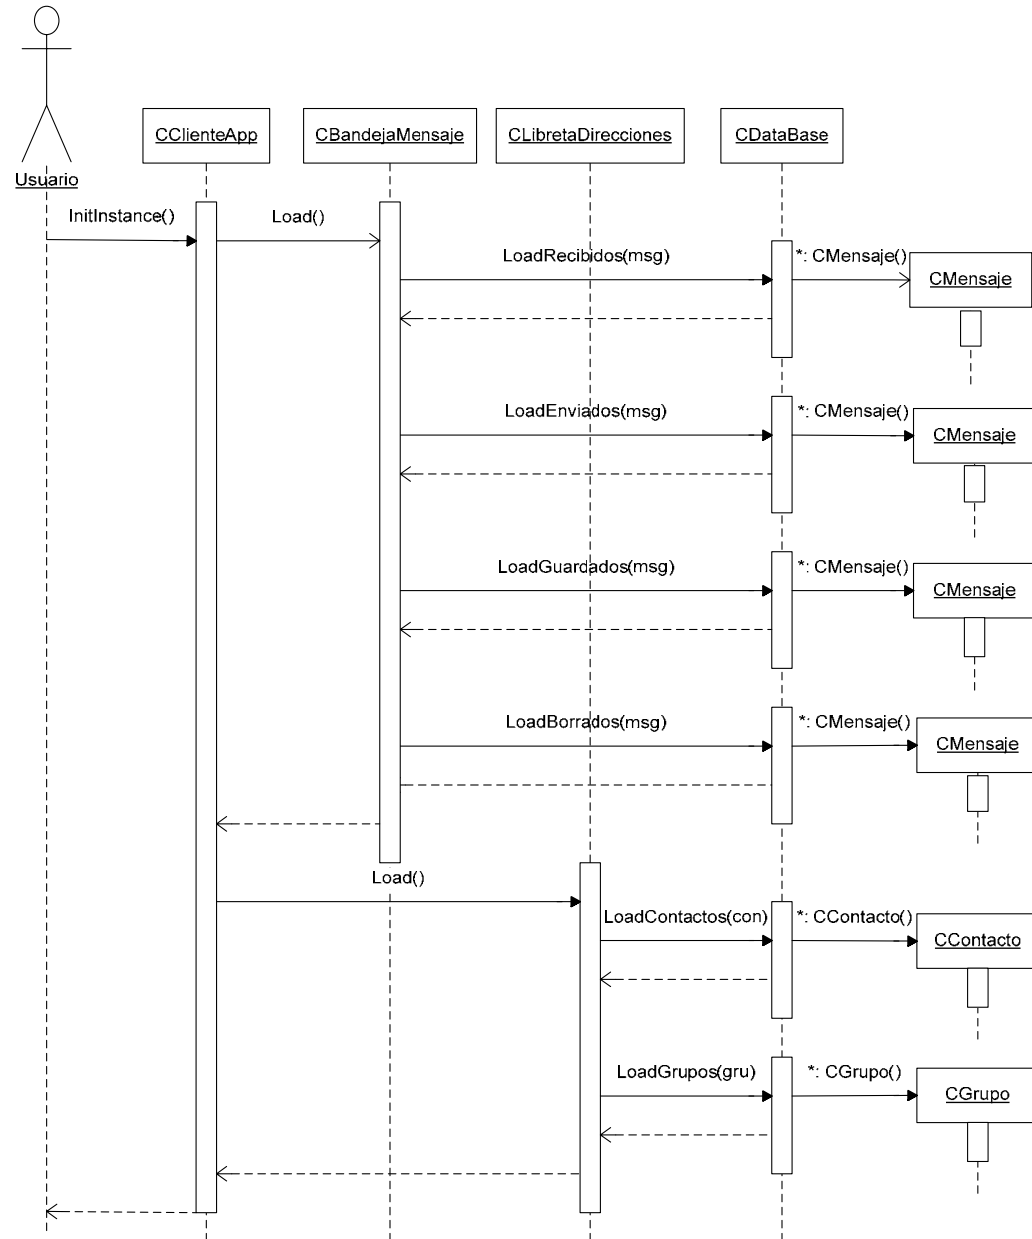 CClienteApp
CBandejaMensaje
CLibretaDirecciones
CDataBase
Usuario
InitInstance()
Load()
LoadRecibidos(msg)
*: CMensaje()
CMensaje
LoadEnviados(msg)
*: CMensaje()
CMensaje
LoadGuardados(msg)
*: CMensaje()
CMensaje
LoadBorrados(msg)
*: CMensaje()
CMensaje
Load()
LoadContactos(con)
*: CContacto()
CContacto
LoadGrupos(gru)
*: CGrupo()
CGrupo